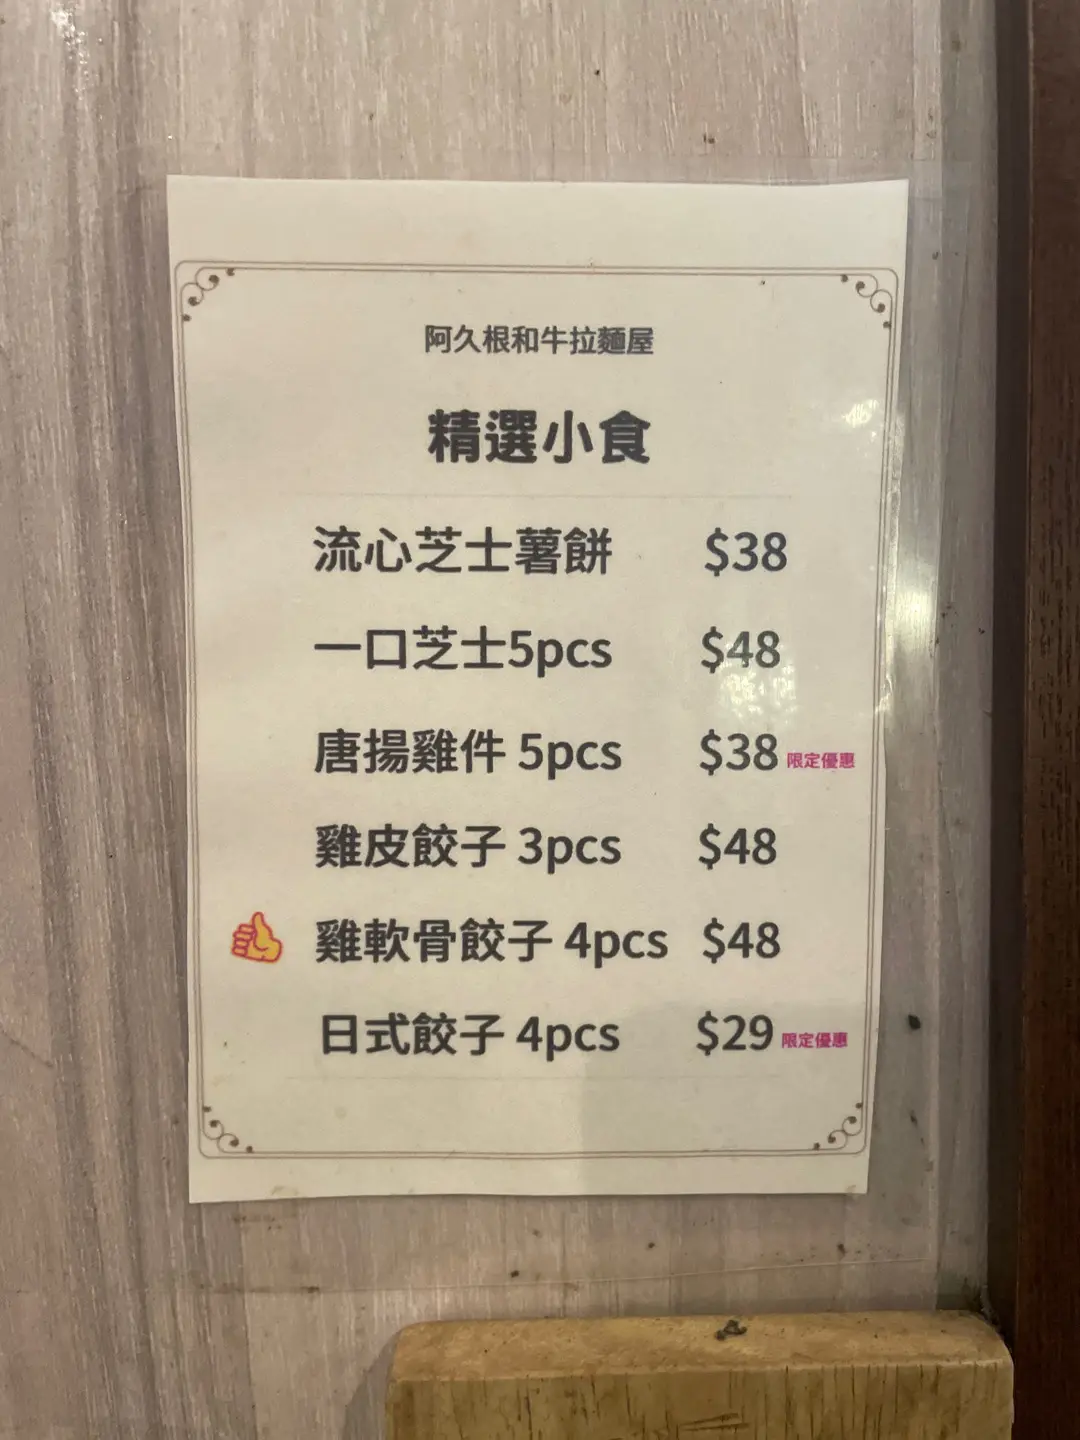 阿久根和牛拉麵屋
精選小食
流心芝士薯餅 $38
一口芝士5pcs $48
唐揚雞件 5pcs $38 限定優惠
雞皮餃子 3pcs $48
雞軟骨餃子 4pcs $48
日式餃子 4pcs $29 限定優惠